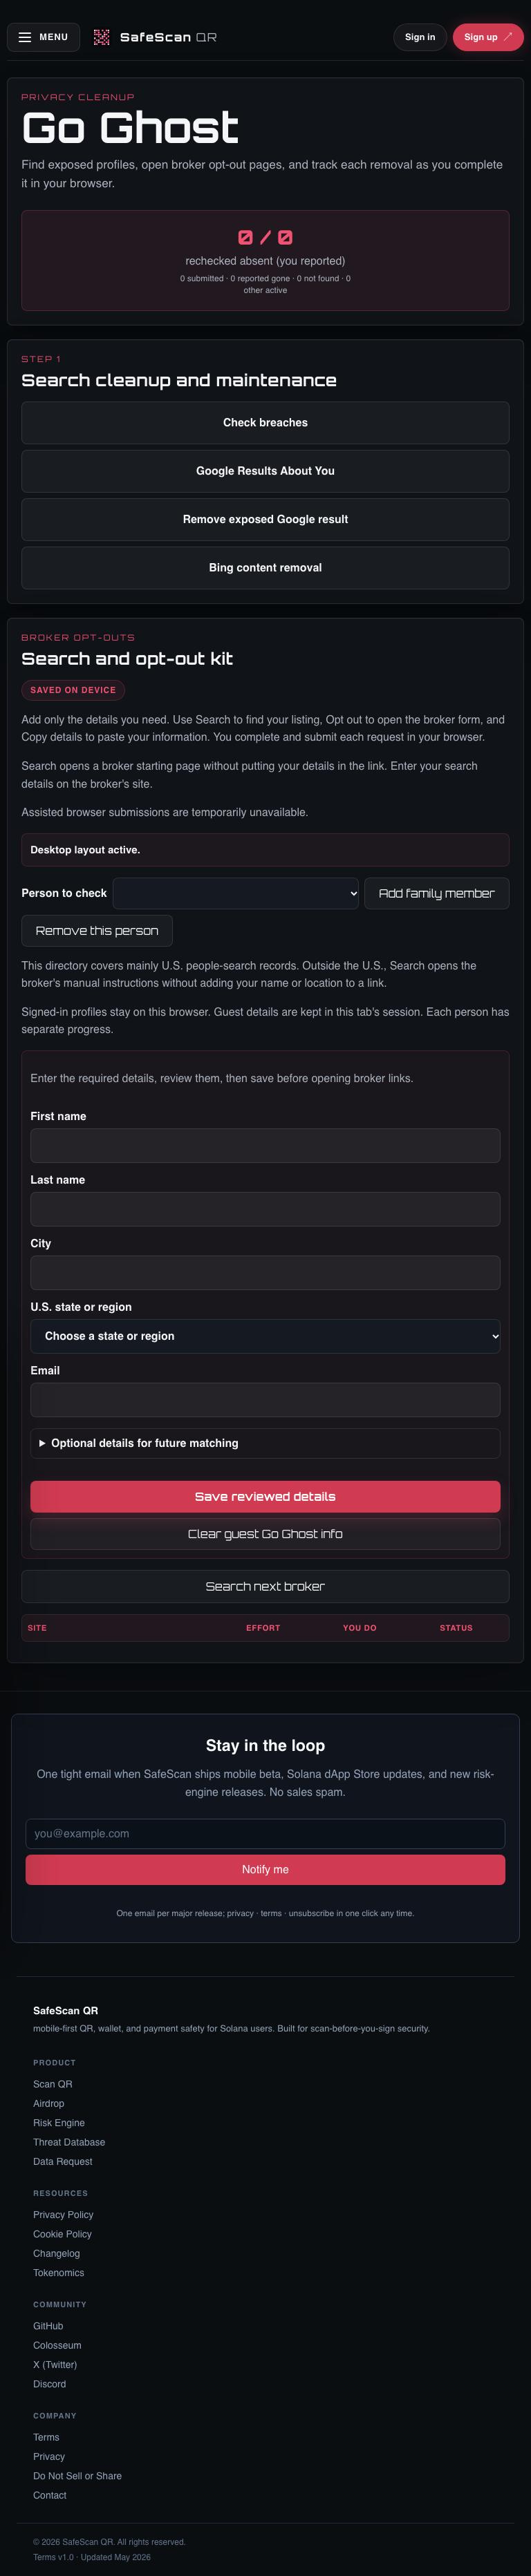 MENU
SafeScan QR
Sign in
Sign up ↗
PRIVACY CLEANUP
Go Ghost
Find exposed profiles, open broker opt-out pages, and track each removal as you complete
it in your browser.
0 / 0
rechecked absent (you reported)
0 submitted · 0 reported gone · 0 not found · 0
other active
STEP 1
Search cleanup and maintenance
Check breaches
Google Results About You
Remove exposed Google result
Bing content removal
BROKER OPT-OUTS
Search and opt-out kit
SAVED ON DEVICE
Add only the details you need. Use Search to find your listing, Opt out to open the broker form, and
Copy details to paste your information. You complete and submit each request in your browser.
Search opens a broker starting page without putting your details in the link. Enter your search
details on the broker's site.
Assisted browser submissions are temporarily unavailable.
Desktop layout active.
Person to check
Add family member
Remove this person
This directory covers mainly U.S. people-search records. Outside the U.S., Search opens the
broker's manual instructions without adding your name or location to a link.
Signed-in profiles stay on this browser. Guest details are kept in this tab's session. Each person has
separate progress.
Enter the required details, review them, then save before opening broker links.
First name
Last name
City
U.S. state or region
Choose a state or region
Email
Optional details for future matching
Save reviewed details
Clear guest Go Ghost info
Search next broker
SITE EFFORT YOU DO STATUS
Stay in the loop
One tight email when SafeScan ships mobile beta, Solana dApp Store updates, and new risk-
engine releases. No sales spam.
you@example.com
Notify me
One email per major release; privacy · terms · unsubscribe in one click any time.
SafeScan QR
mobile-first QR, wallet, and payment safety for Solana users. Built for scan-before-you-sign security.
PRODUCT
Scan QR
Airdrop
Risk Engine
Threat Database
Data Request
RESOURCES
Privacy Policy
Cookie Policy
Changelog
Tokenomics
COMMUNITY
GitHub
Colosseum
X (Twitter)
Discord
COMPANY
Terms
Privacy
Do Not Sell or Share
Contact
© 2026 SafeScan QR. All rights reserved.
Terms v1.0 · Updated May 2026